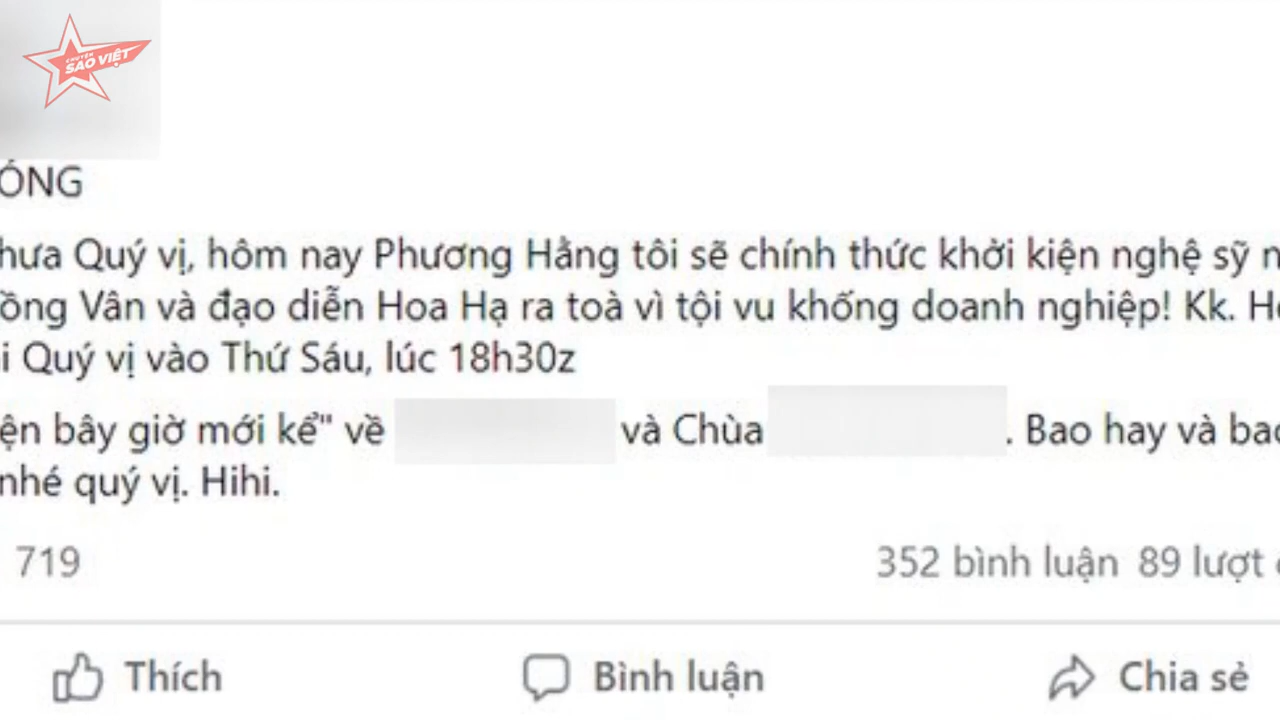 CHUYỆN
SAO VIỆT
ÓNG
hưa Quý vị, hôm nay Phương Hằng tôi sẽ chính thức khởi kiện nghệ sỹ
ồng Vân và đạo diễn Hoa Hạ ra toà vì tội vu khống doanh nghiệp! Kk. H
i Quý vị vào Thứ Sáu, lúc 18h30z
ện bây giờ mới kể" về và Chùa . Bao hay và ba
nhé quý vị. Hihi.
719
352 bình luận 89 lượt
Thích Bình luận Chia sẻ